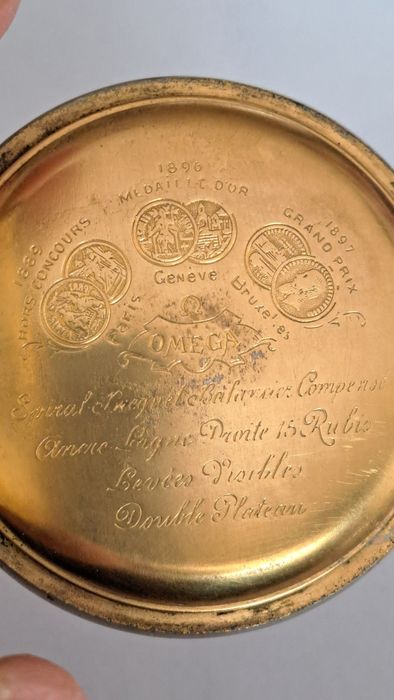 1896
MEDAILLE D'OR
1889
HORS CONCOURS
Paris
Genève
1897
GRAND PRIX
Bruxelles
Ω
OMEGA
Spiral Breguet Balancier Compensé
Ancre Ligne Droite 15 Rubis
Levées Visibles
Double Plateau